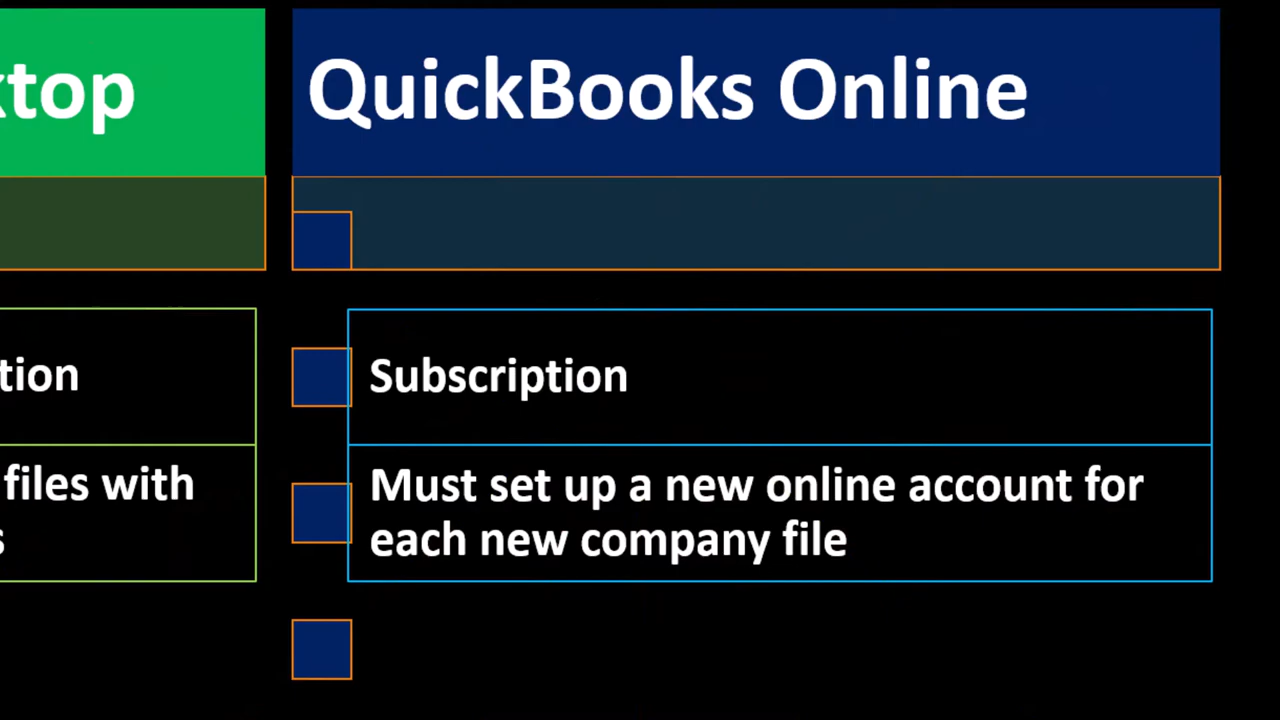 ktop
QuickBooks Online
tion
Subscription
files with
s
Must set up a new online account for
each new company file